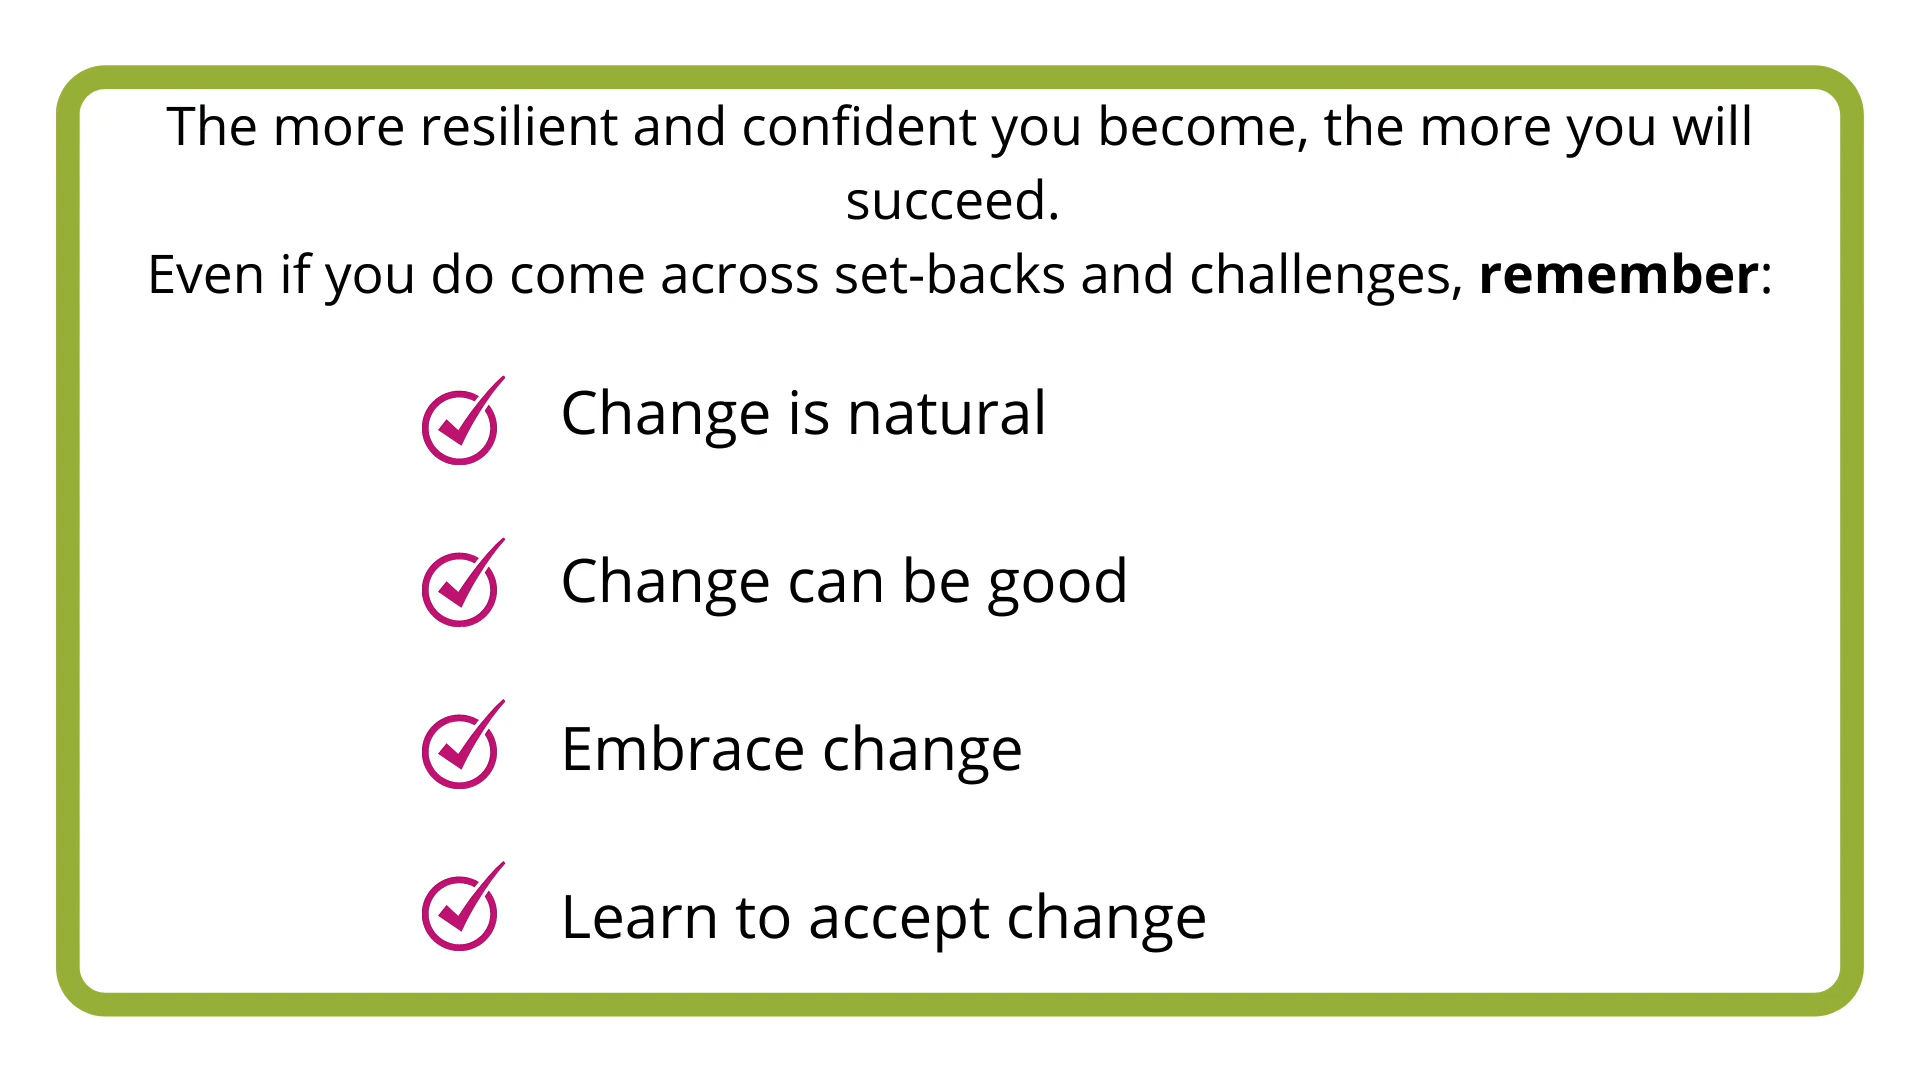 The more resilient and confident you become, the more you will
succeed.
Even if you do come across set-backs and challenges, remember:
Change is natural
Change can be good
Embrace change
Learn to accept change